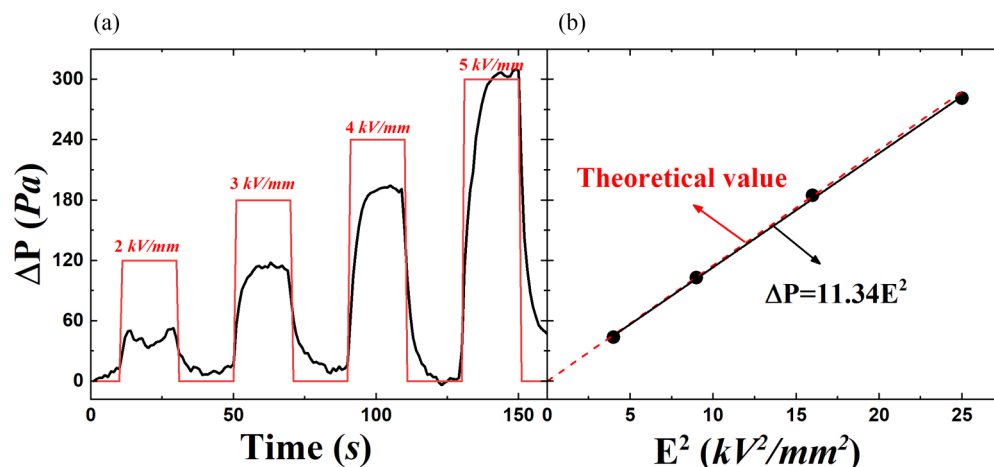 (a)
(b)
300
240
180
120
60
0
ΔP (Pa)
2 kV/mm
3 kV/mm
4 kV/mm
5 kV/mm
0
50
100
150
Time (s)
Theoretical value
ΔP=11.34E²
0
5
10
15
20
25
E² (kV²/mm²)